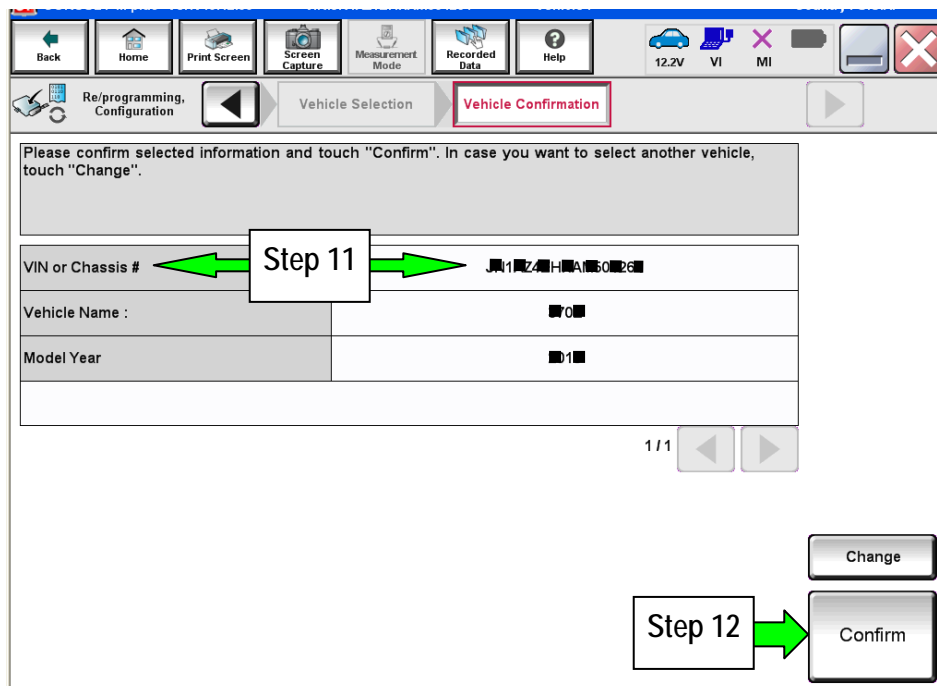 Back
Home
Print Screen
Screen
Capture
Measurement
Mode
Recorded
Data
Help
12.2V
VI
MI
Re/programming,
Configuration
Vehicle Selection
Vehicle Confirmation
Please confirm selected information and touch "Confirm". In case you want to select another vehicle,
touch "Change".
VIN or Chassis #
Step 11
Vehicle Name :
Model Year
1/1
Change
Step 12
Confirm